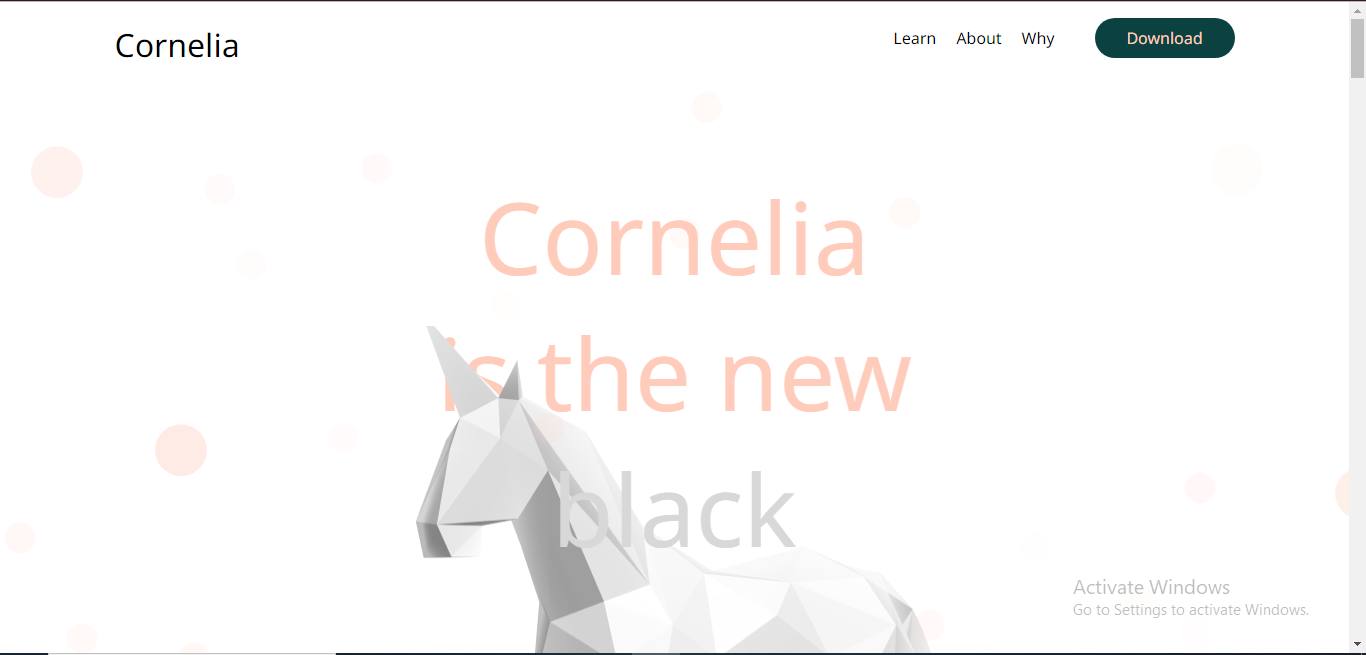 Cornelia
Learn About Why Download
Cornelia
is the new
black
Activate Windows
Go to Settings to activate Windows.